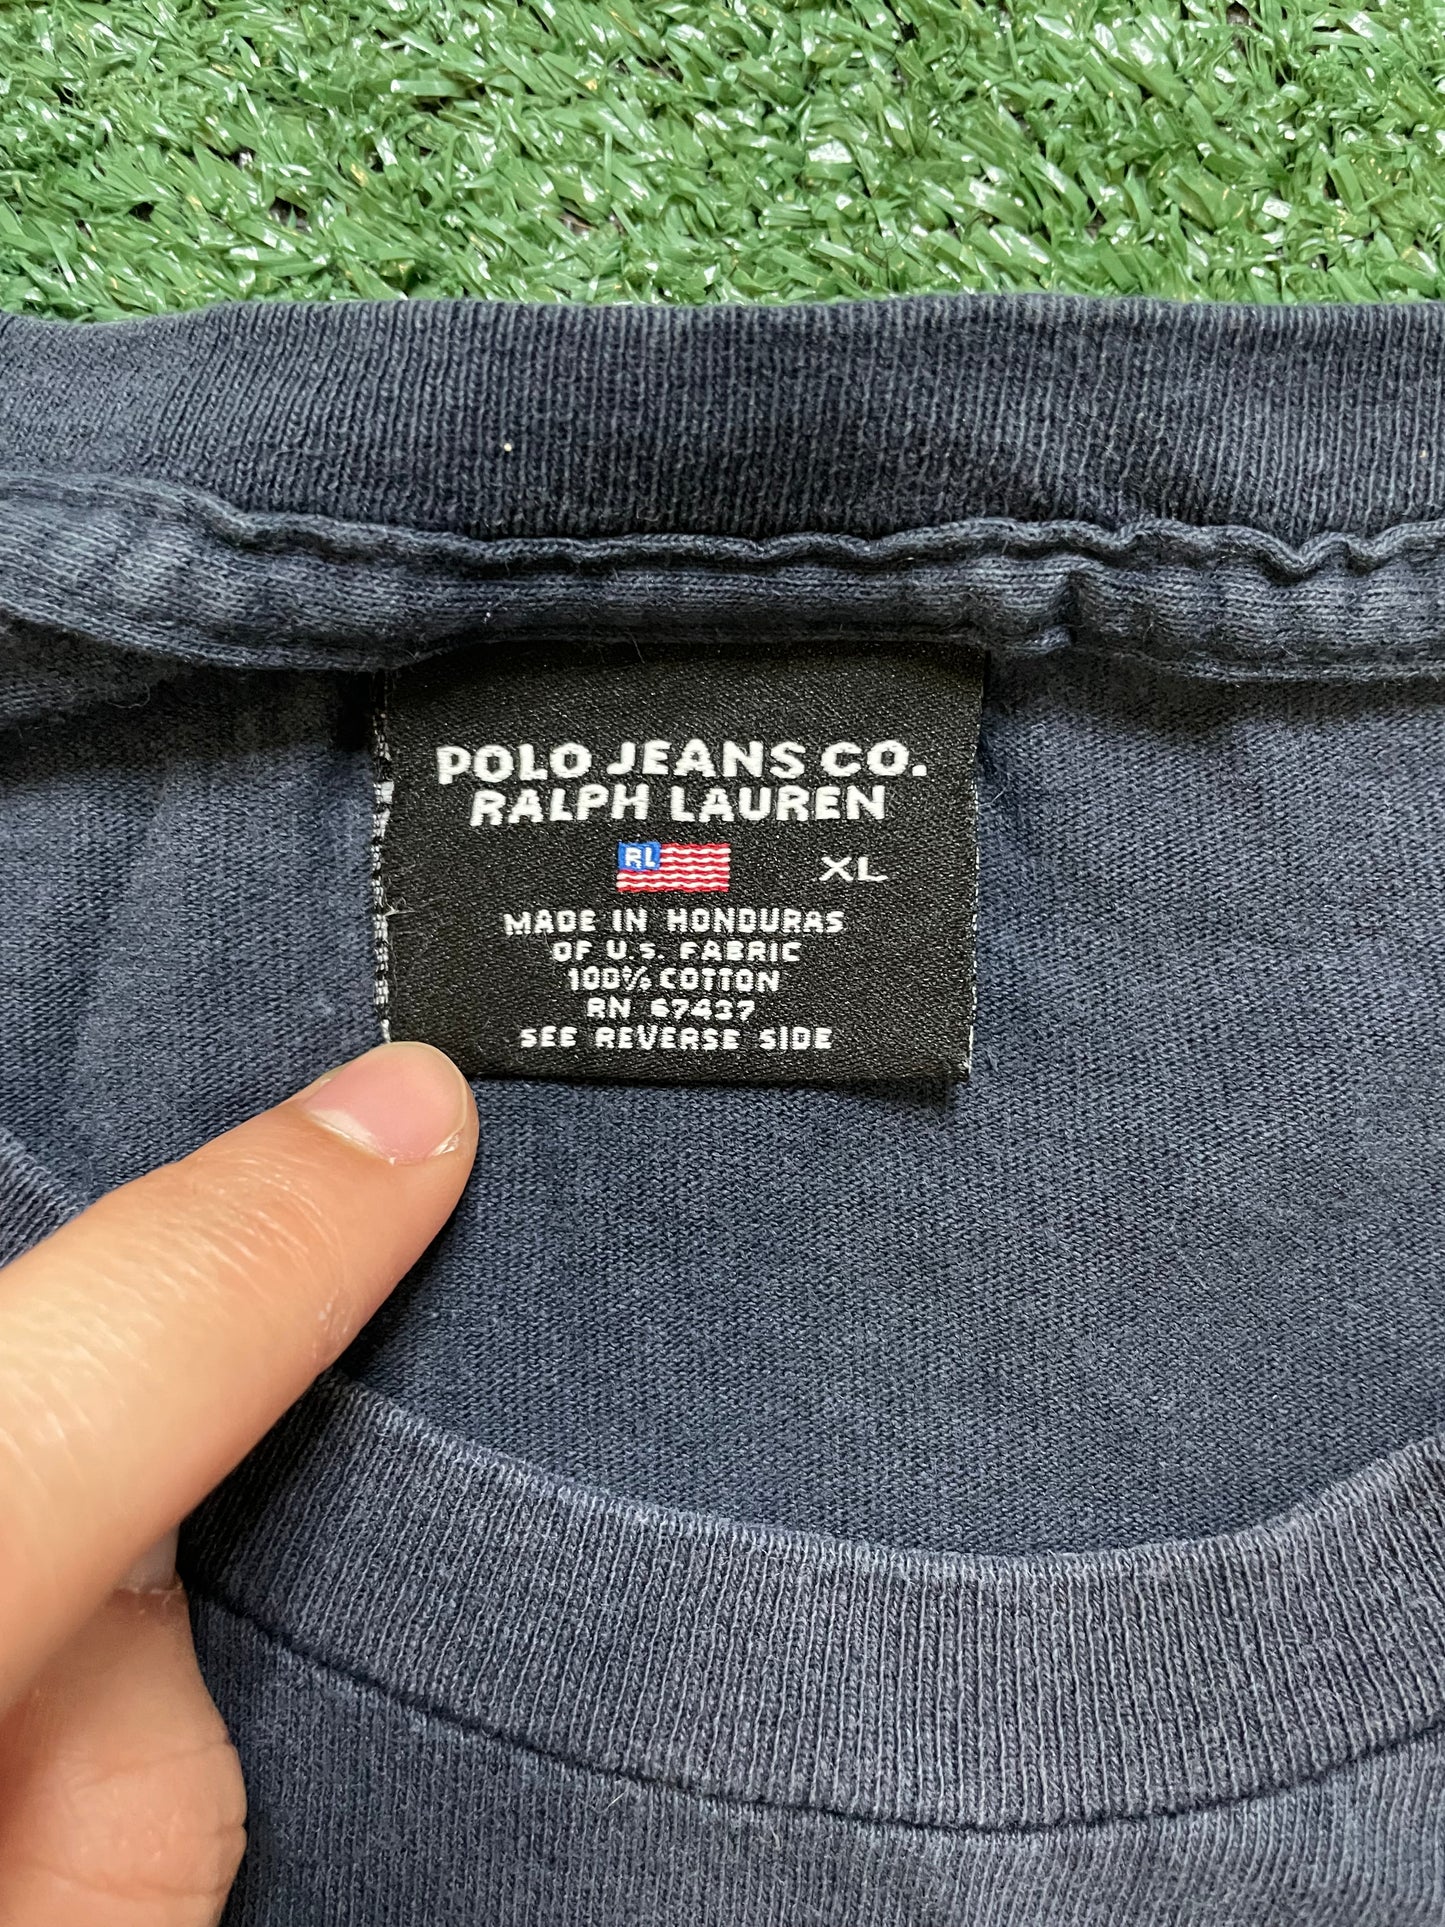 POLO JEANS CO.
RALPH LAUREN
RL XL
MADE IN HONDURAS
OF U.S. FABRIC
100% COTTON
RN 67437
SEE REVERSE SIDE